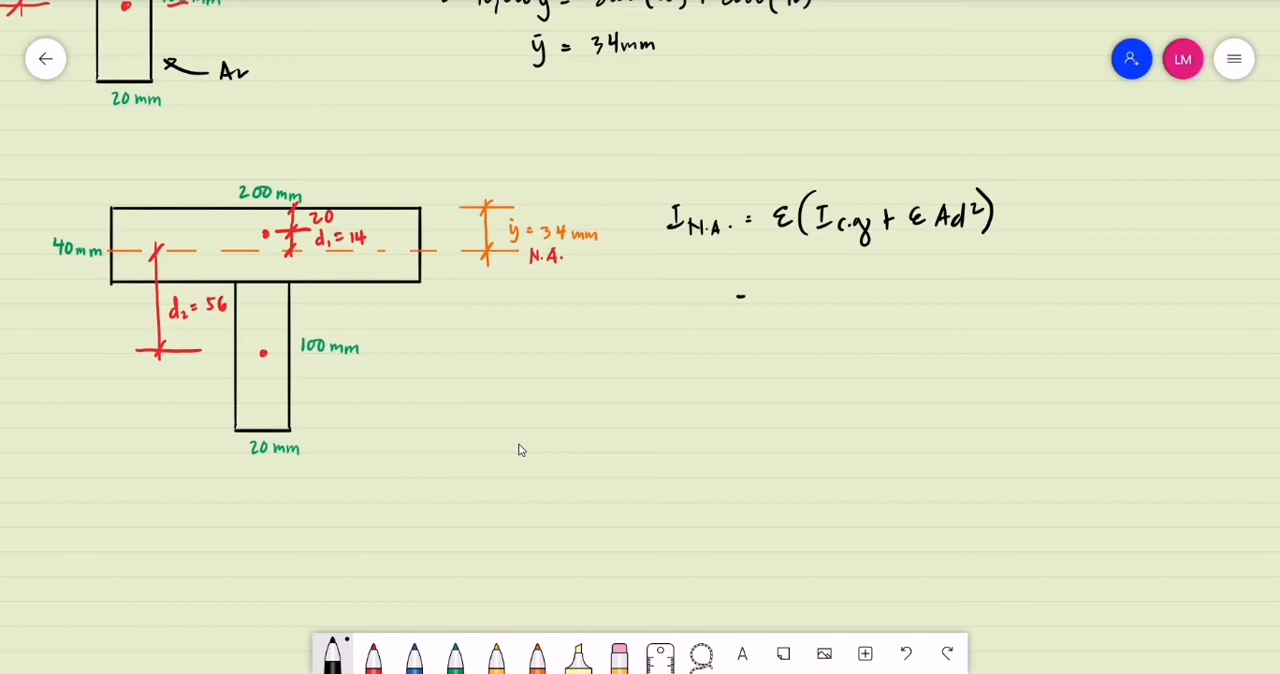 20 mm
A₂
ȳ = 34mm
LM
200 mm
20
d₁ = 14
40mm
ȳ = 34 mm
N.A.
d₂ = 56
100 mm
20 mm
I N.A. = Σ(I c.g + Σ Ad²)
-
A